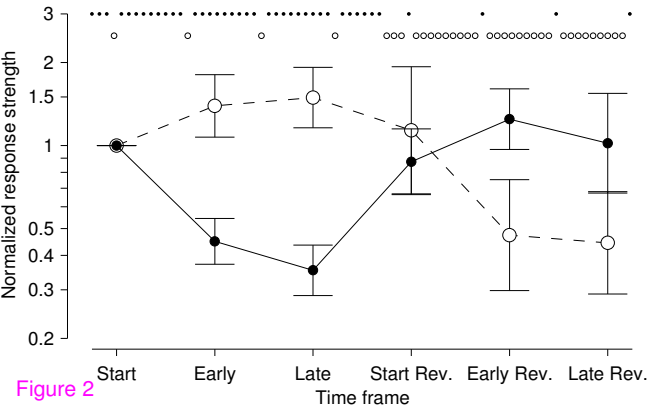 3
2
1.5
1
0.5
0.4
0.3
0.2
Normalized response strength
Start Early Late Start Rev. Early Rev. Late Rev.
Time frame
Figure 2